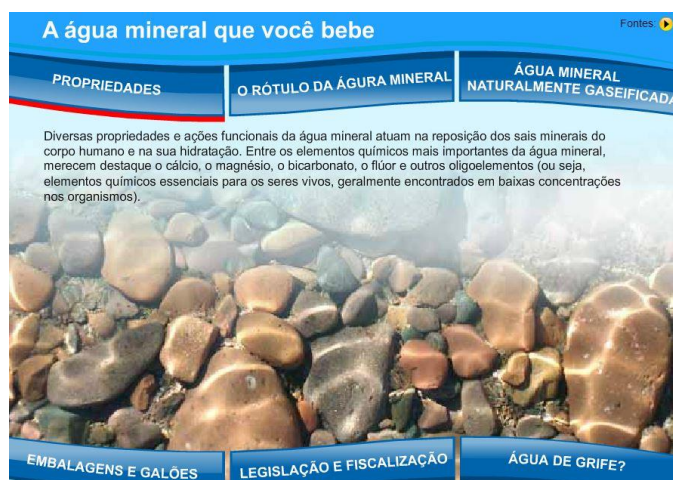 A água mineral que você bebe
Fontes:
PROPRIEDADES
O RÓTULO DA ÁGURA MINERAL
ÁGUA MINERAL
NATURALMENTE GASEIFICADA
Diversas propriedades e ações funcionais da água mineral atuam na reposição dos sais minerais do
corpo humano e na sua hidratação. Entre os elementos químicos mais importantes da água mineral,
merecem destaque o cálcio, o magnésio, o bicarbonato, o flúor e outros oligoelementos (ou seja,
elementos químicos essenciais para os seres vivos, geralmente encontrados em baixas concentrações
nos organismos).
EMBALAGENS E GALÕES
LEGISLAÇÃO E FISCALIZAÇÃO
ÁGUA DE GRIFE?